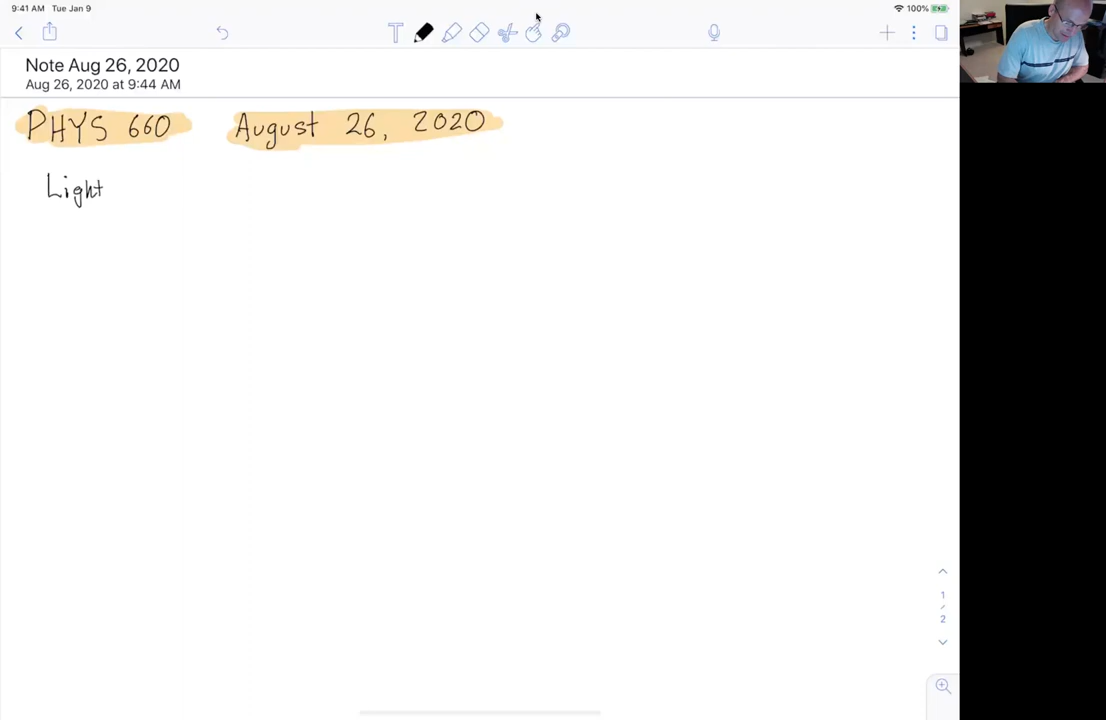 9:41 AM Tue Jan 9
100%
Note Aug 26, 2020
Aug 26, 2020 at 9:44 AM
PHYS 660 August 26, 2020
Light
1
/
2